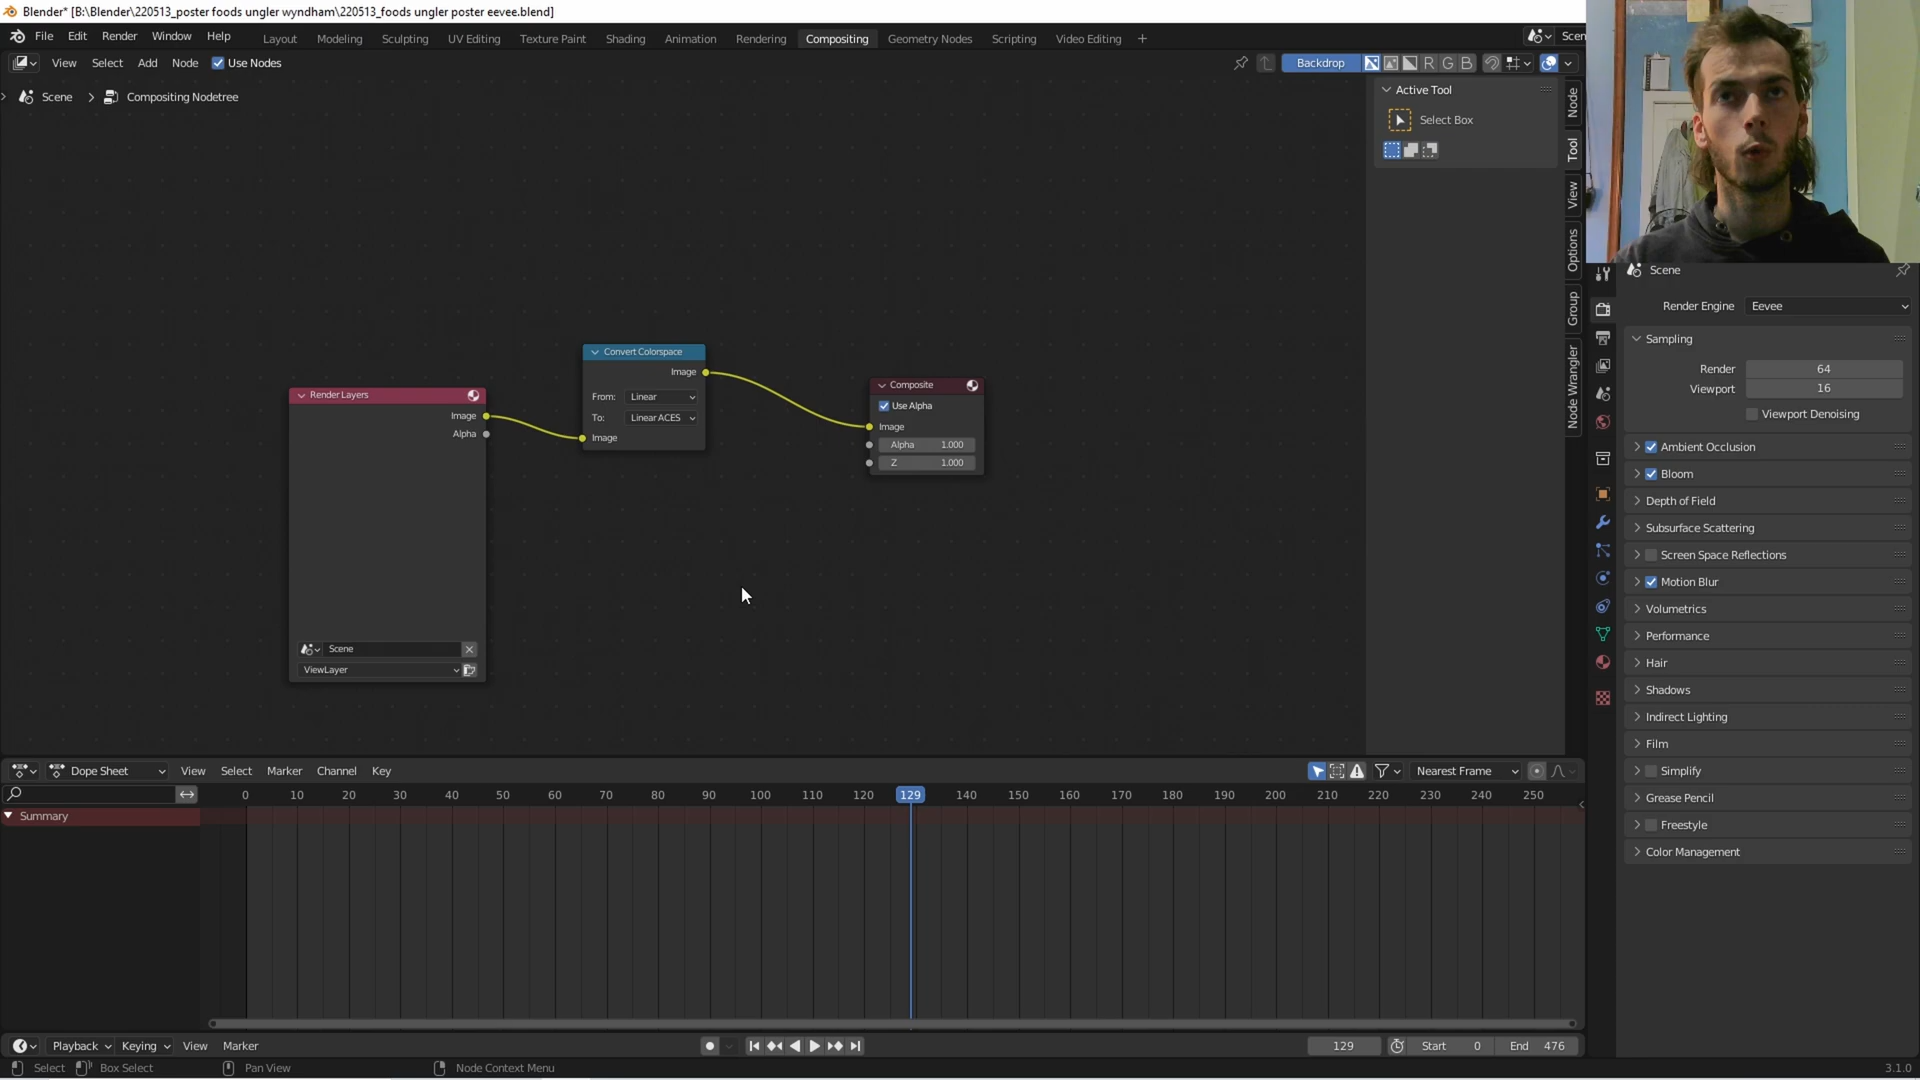 Blender* [B:\Blender\220513_poster foods ungler wyndham\220513_foods ungler poster eevee.blend]
File Edit Render Window Help
Layout Modeling Sculpting UV Editing Texture Paint Shading Animation Rendering Compositing Geometry Nodes Scripting Video Editing +
Scen
View Select Add Node Use Nodes
Backdrop R G B
Scene > Compositing Nodetree
Active Tool
Select Box
Node
Tool
View
Options
Group
Node Wrangler
Convert Colorspace
Image
From: Linear
To: Linear ACES
Image
Render Layers
Image
Alpha
Scene
ViewLayer
Composite
Use Alpha
Image
Alpha 1.000
Z 1.000
Scene
Render Engine Eevee
Sampling
Render 64
Viewport 16
Viewport Denoising
Ambient Occlusion
Bloom
Depth of Field
Subsurface Scattering
Screen Space Reflections
Motion Blur
Volumetrics
Performance
Hair
Shadows
Indirect Lighting
Film
Simplify
Grease Pencil
Freestyle
Color Management
Dope Sheet View Select Marker Channel Key
Nearest Frame
0 10 20 30 40 50 60 70 80 90 100 110 120 129 140 150 160 170 180 190 200 210 220 230 240 250
Summary
Playback Keying View Marker
129 Start 0 End 476
Select Box Select Pan View Node Context Menu
3.1.0